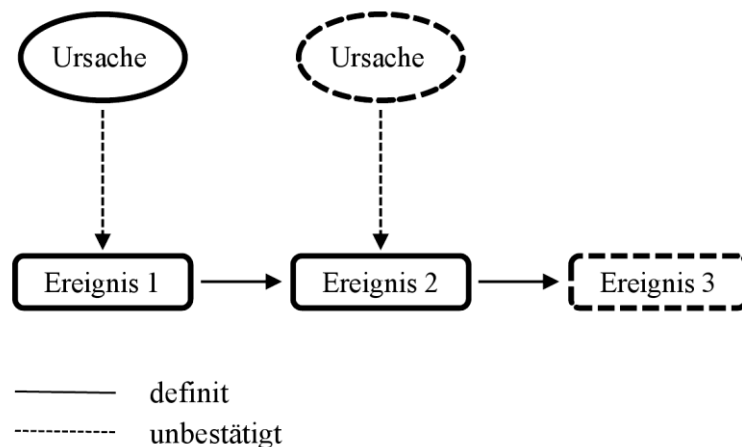 Ursache
Ursache
Ereignis 1
Ereignis 2
Ereignis 3
definit
unbestätigt